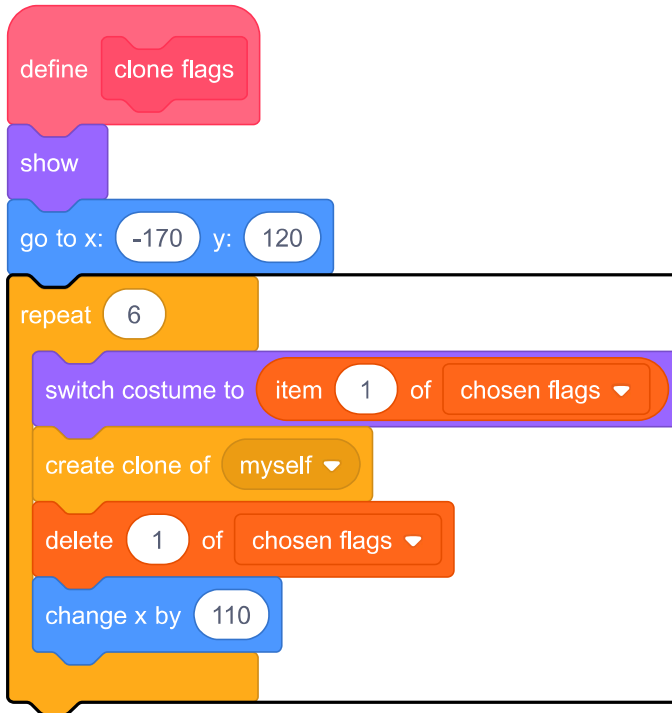 define clone flags
show
go to x: -170 y: 120
repeat 6
switch costume to item 1 of chosen flags
create clone of myself
delete 1 of chosen flags
change x by 110